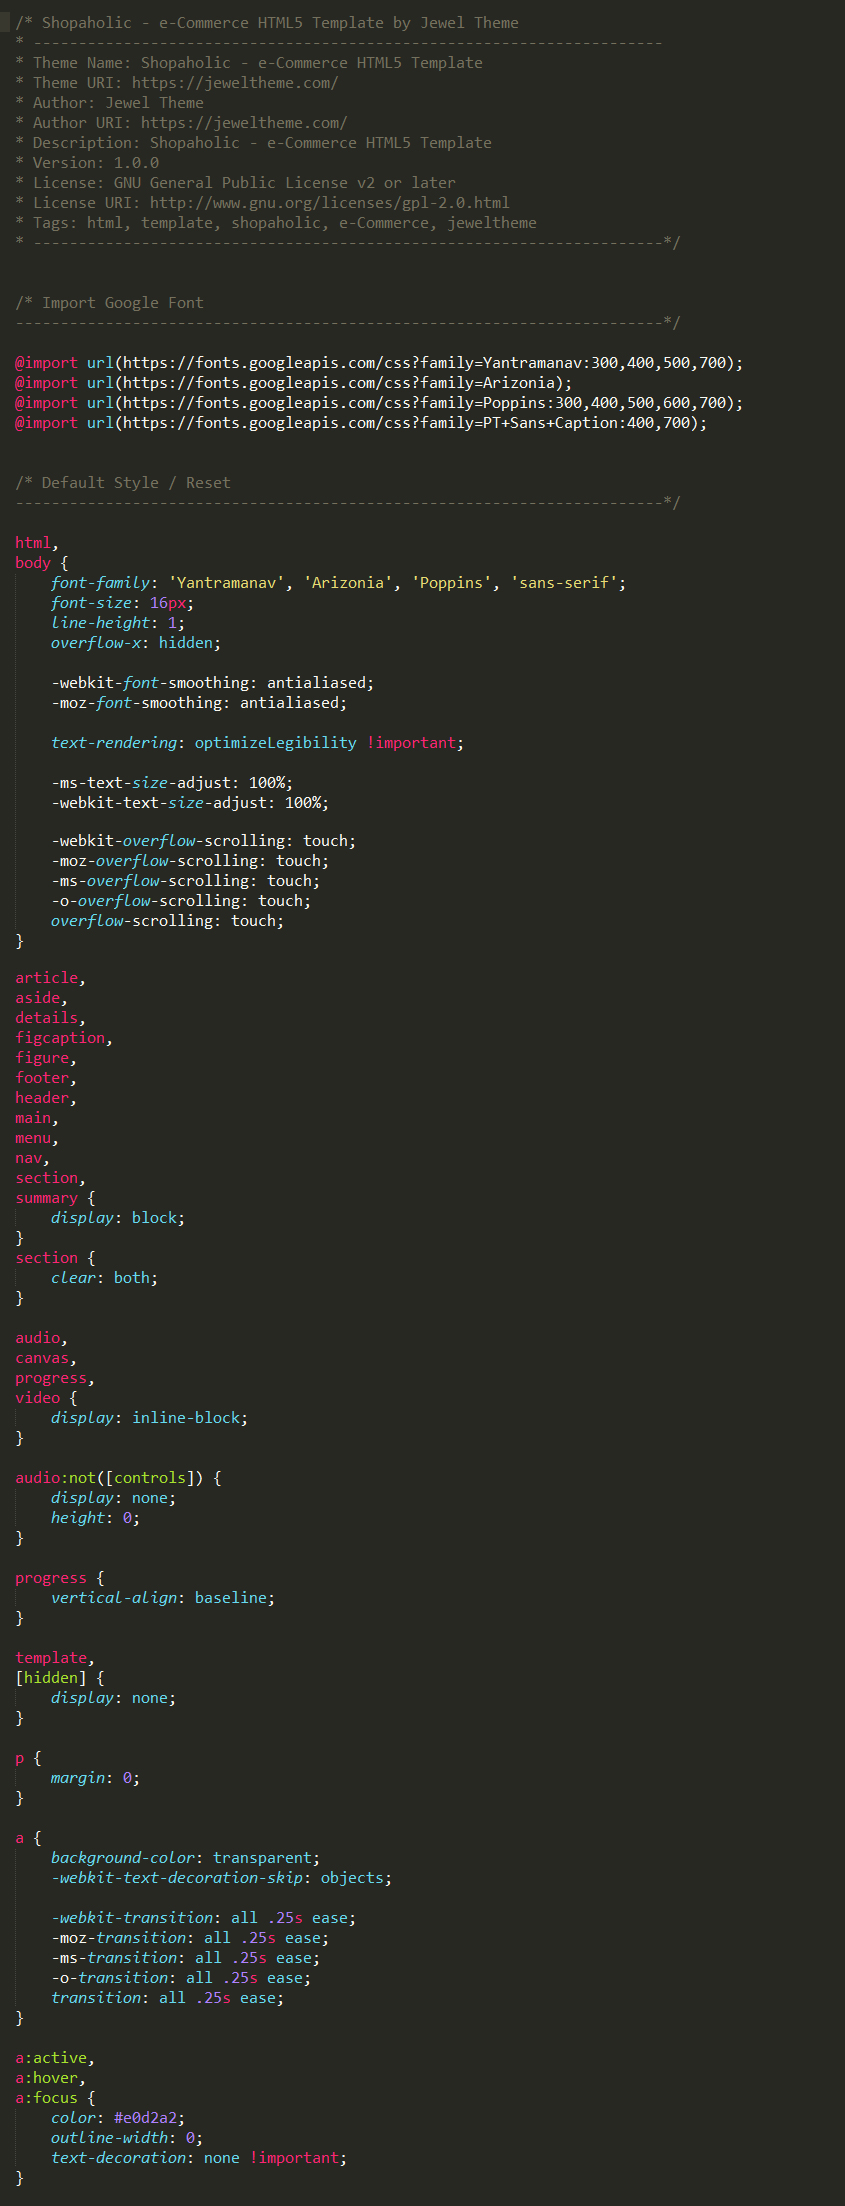 /* Shopaholic - e-Commerce HTML5 Template by Jewel Theme
* ----------------------------------------------------------------------
* Theme Name: Shopaholic - e-Commerce HTML5 Template
* Theme URI: https://jeweltheme.com/
* Author: Jewel Theme
* Author URI: https://jeweltheme.com/
* Description: Shopaholic - e-Commerce HTML5 Template
* Version: 1.0.0
* License: GNU General Public License v2 or later
* License URI: http://www.gnu.org/licenses/gpl-2.0.html
* Tags: html, template, shopaholic, e-Commerce, jeweltheme
* ----------------------------------------------------------------------*/
/* Import Google Font
------------------------------------------------------------------------*/
@import url(https://fonts.googleapis.com/css?family=Yantramanav:300,400,500,700);
@import url(https://fonts.googleapis.com/css?family=Arizonia);
@import url(https://fonts.googleapis.com/css?family=Poppins:300,400,500,600,700);
@import url(https://fonts.googleapis.com/css?family=PT+Sans+Caption:400,700);
/* Default Style / Reset
------------------------------------------------------------------------*/
html,
body {
    font-family: 'Yantramanav', 'Arizonia', 'Poppins', 'sans-serif';
    font-size: 16px;
    line-height: 1;
    overflow-x: hidden;
    -webkit-font-smoothing: antialiased;
    -moz-font-smoothing: antialiased;
    text-rendering: optimizeLegibility !important;
    -ms-text-size-adjust: 100%;
    -webkit-text-size-adjust: 100%;
    -webkit-overflow-scrolling: touch;
    -moz-overflow-scrolling: touch;
    -ms-overflow-scrolling: touch;
    -o-overflow-scrolling: touch;
    overflow-scrolling: touch;
}
article,
aside,
details,
figcaption,
figure,
footer,
header,
main,
menu,
nav,
section,
summary {
    display: block;
}
section {
    clear: both;
}
audio,
canvas,
progress,
video {
    display: inline-block;
}
audio:not([controls]) {
    display: none;
    height: 0;
}
progress {
    vertical-align: baseline;
}
template,
[hidden] {
    display: none;
}
p {
    margin: 0;
}
a {
    background-color: transparent;
    -webkit-text-decoration-skip: objects;
    -webkit-transition: all .25s ease;
    -moz-transition: all .25s ease;
    -ms-transition: all .25s ease;
    -o-transition: all .25s ease;
    transition: all .25s ease;
}
a:active,
a:hover,
a:focus {
    color: #e0d2a2;
    outline-width: 0;
    text-decoration: none !important;
}